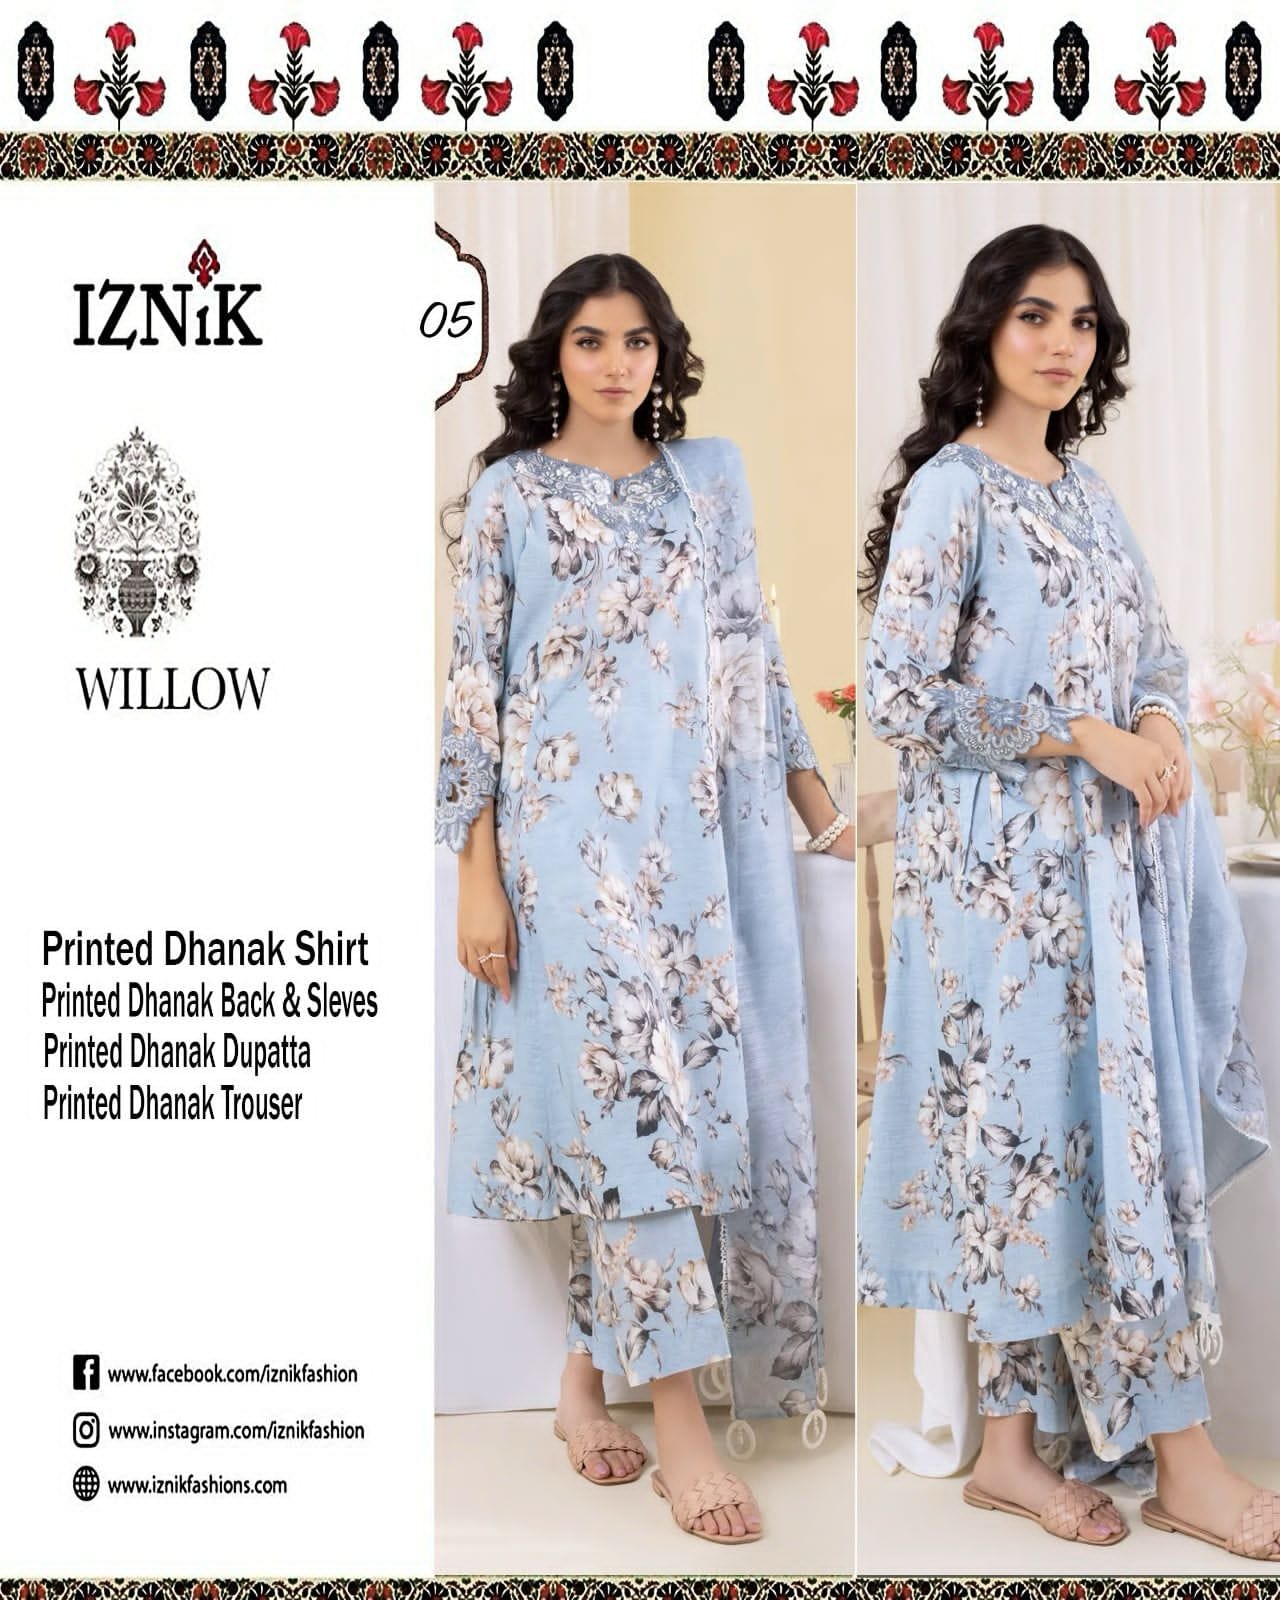 IZNiK
05
WILLOW
Printed Dhanak Shirt
Printed Dhanak Back & Sleves
Printed Dhanak Dupatta
Printed Dhanak Trouser
www.facebook.com/iznikfashion
www.instagram.com/iznikfashion
www.iznikfashions.com